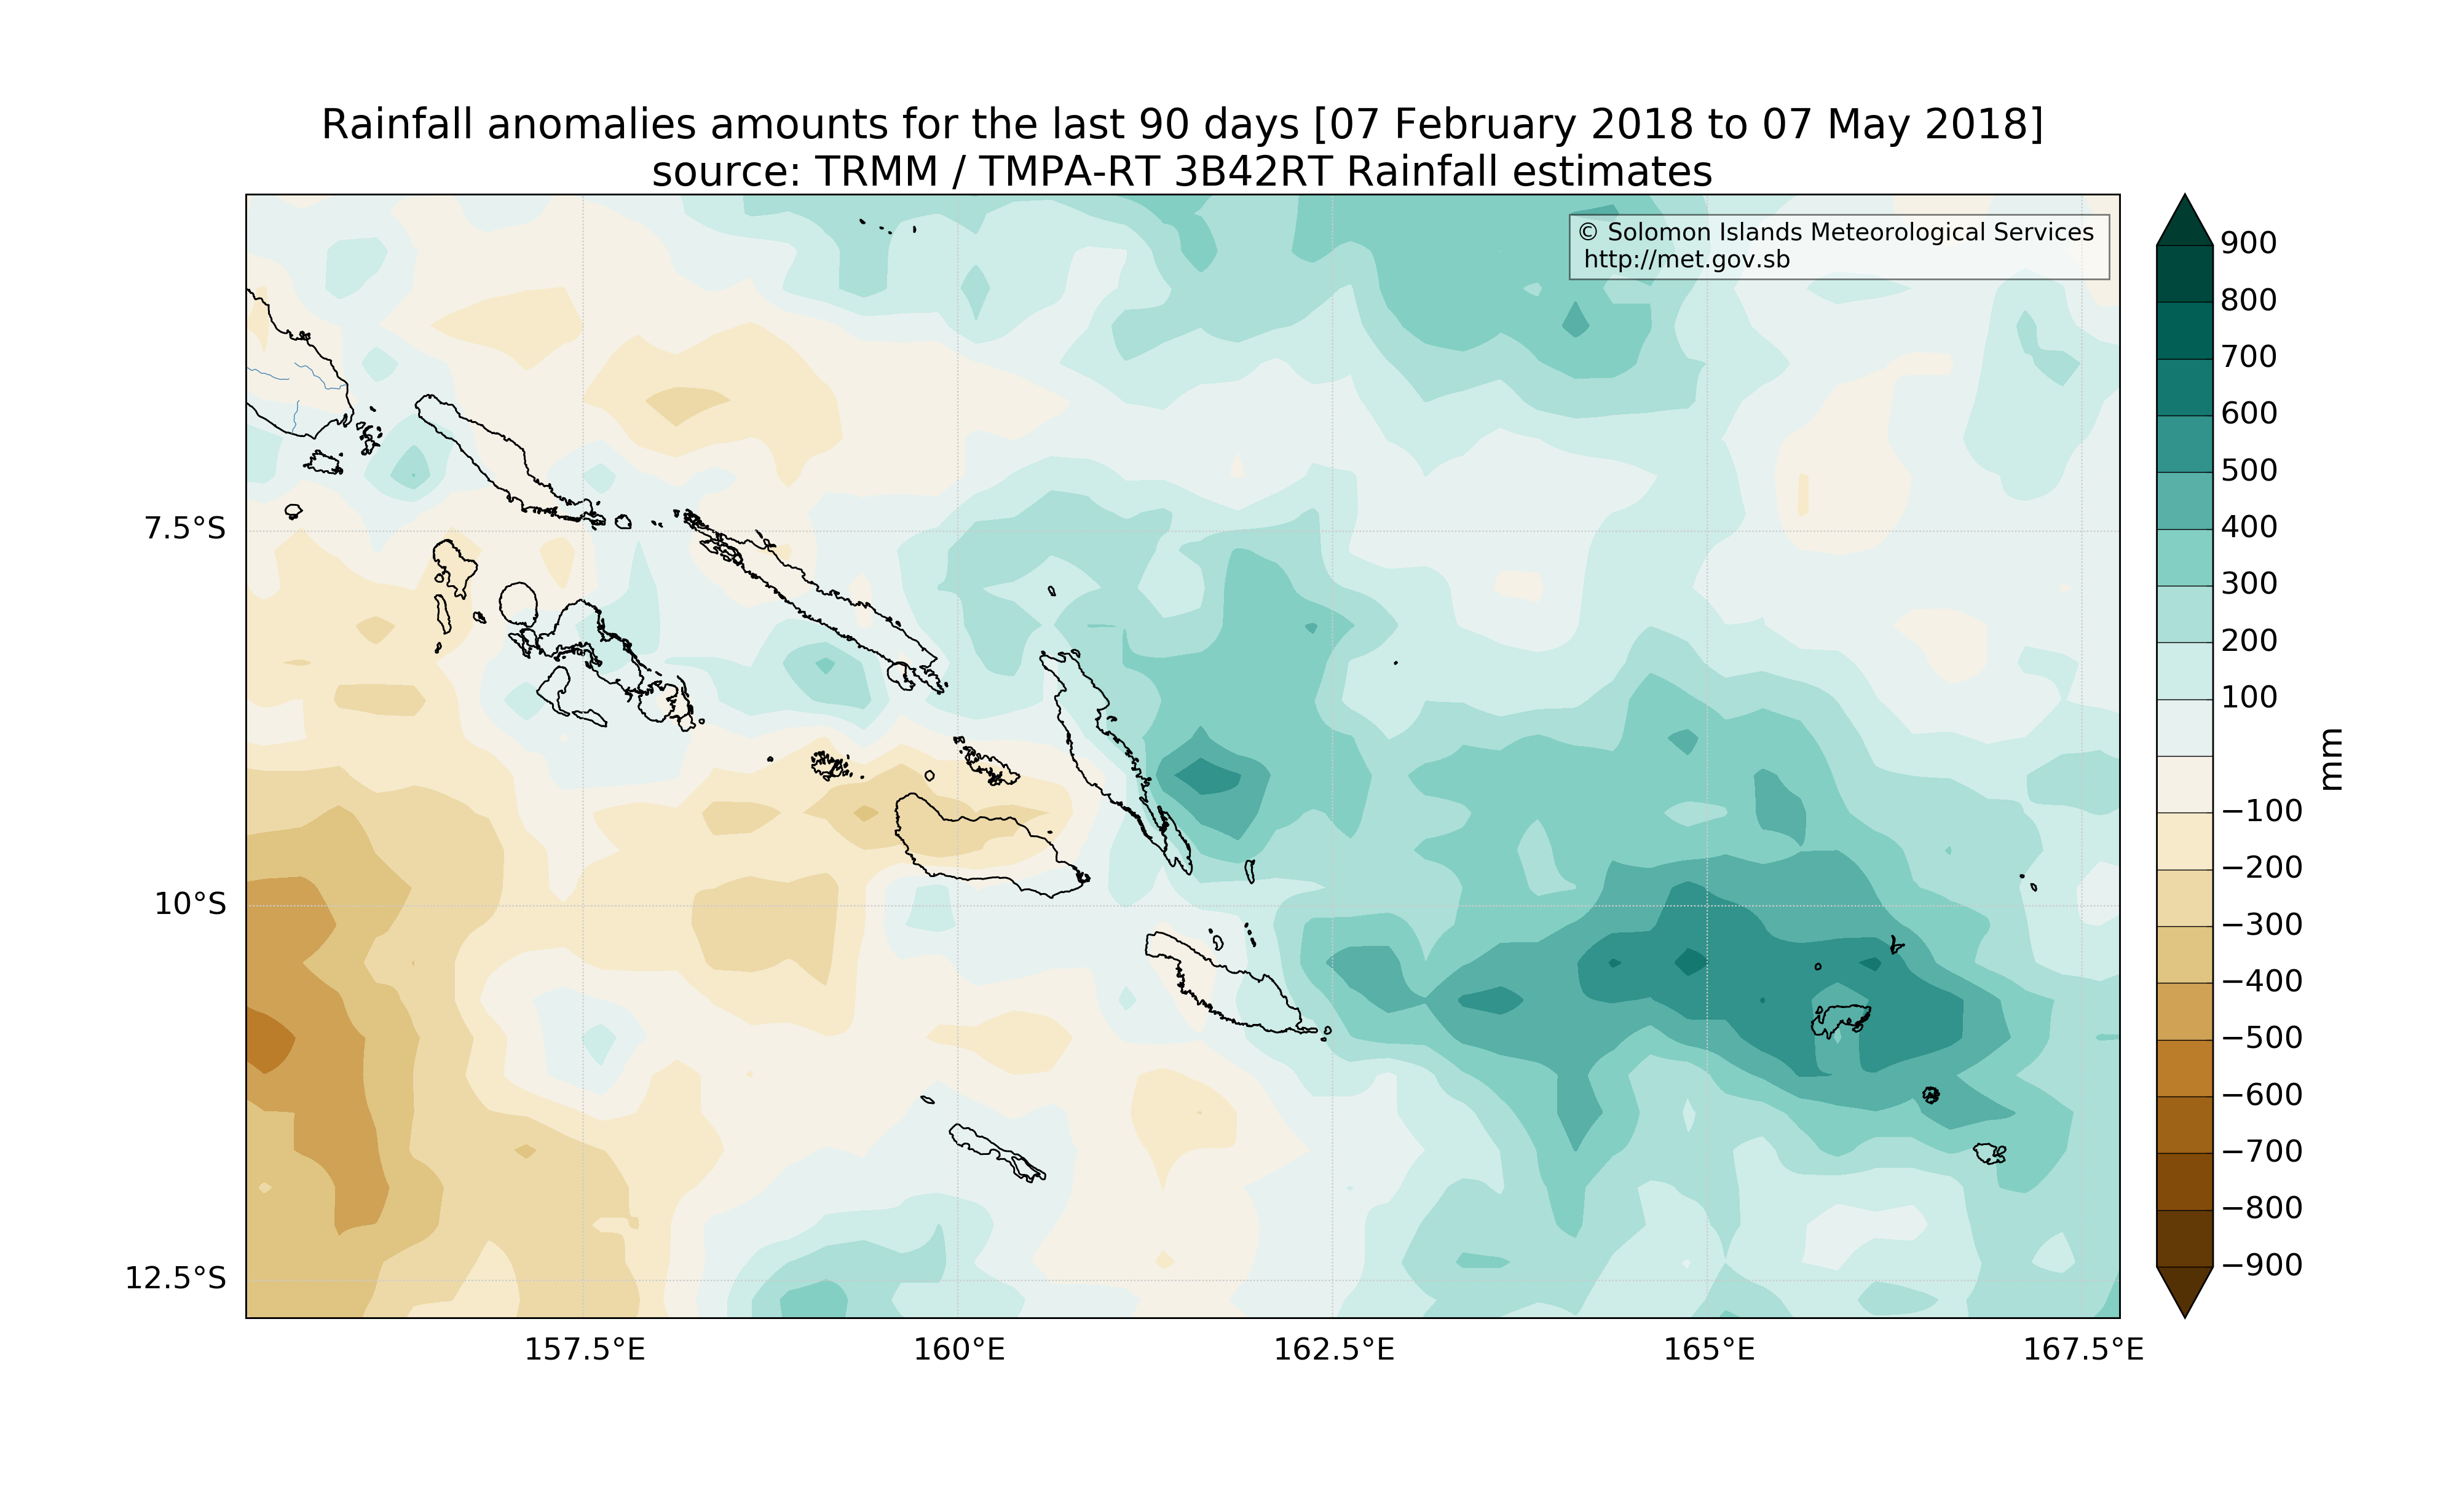 Rainfall anomalies amounts for the last 90 days [07 February 2018 to 07 May 2018]
source: TRMM / TMPA-RT 3B42RT Rainfall estimates
© Solomon Islands Meteorological Services
http://met.gov.sb
7.5°S
10°S
12.5°S
157.5°E
160°E
162.5°E
165°E
167.5°E
900
800
700
600
500
400
300
200
100
−100
−200
−300
−400
−500
−600
−700
−800
−900
mm